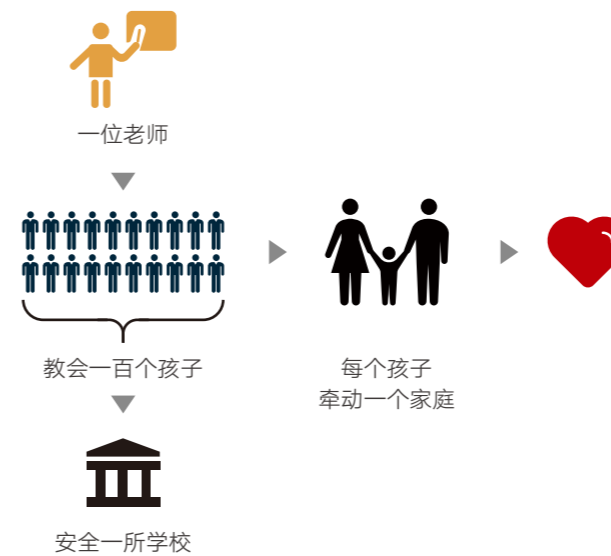 一位老师
教会一百个孩子
每个孩子
牵动一个家庭
安全一所学校